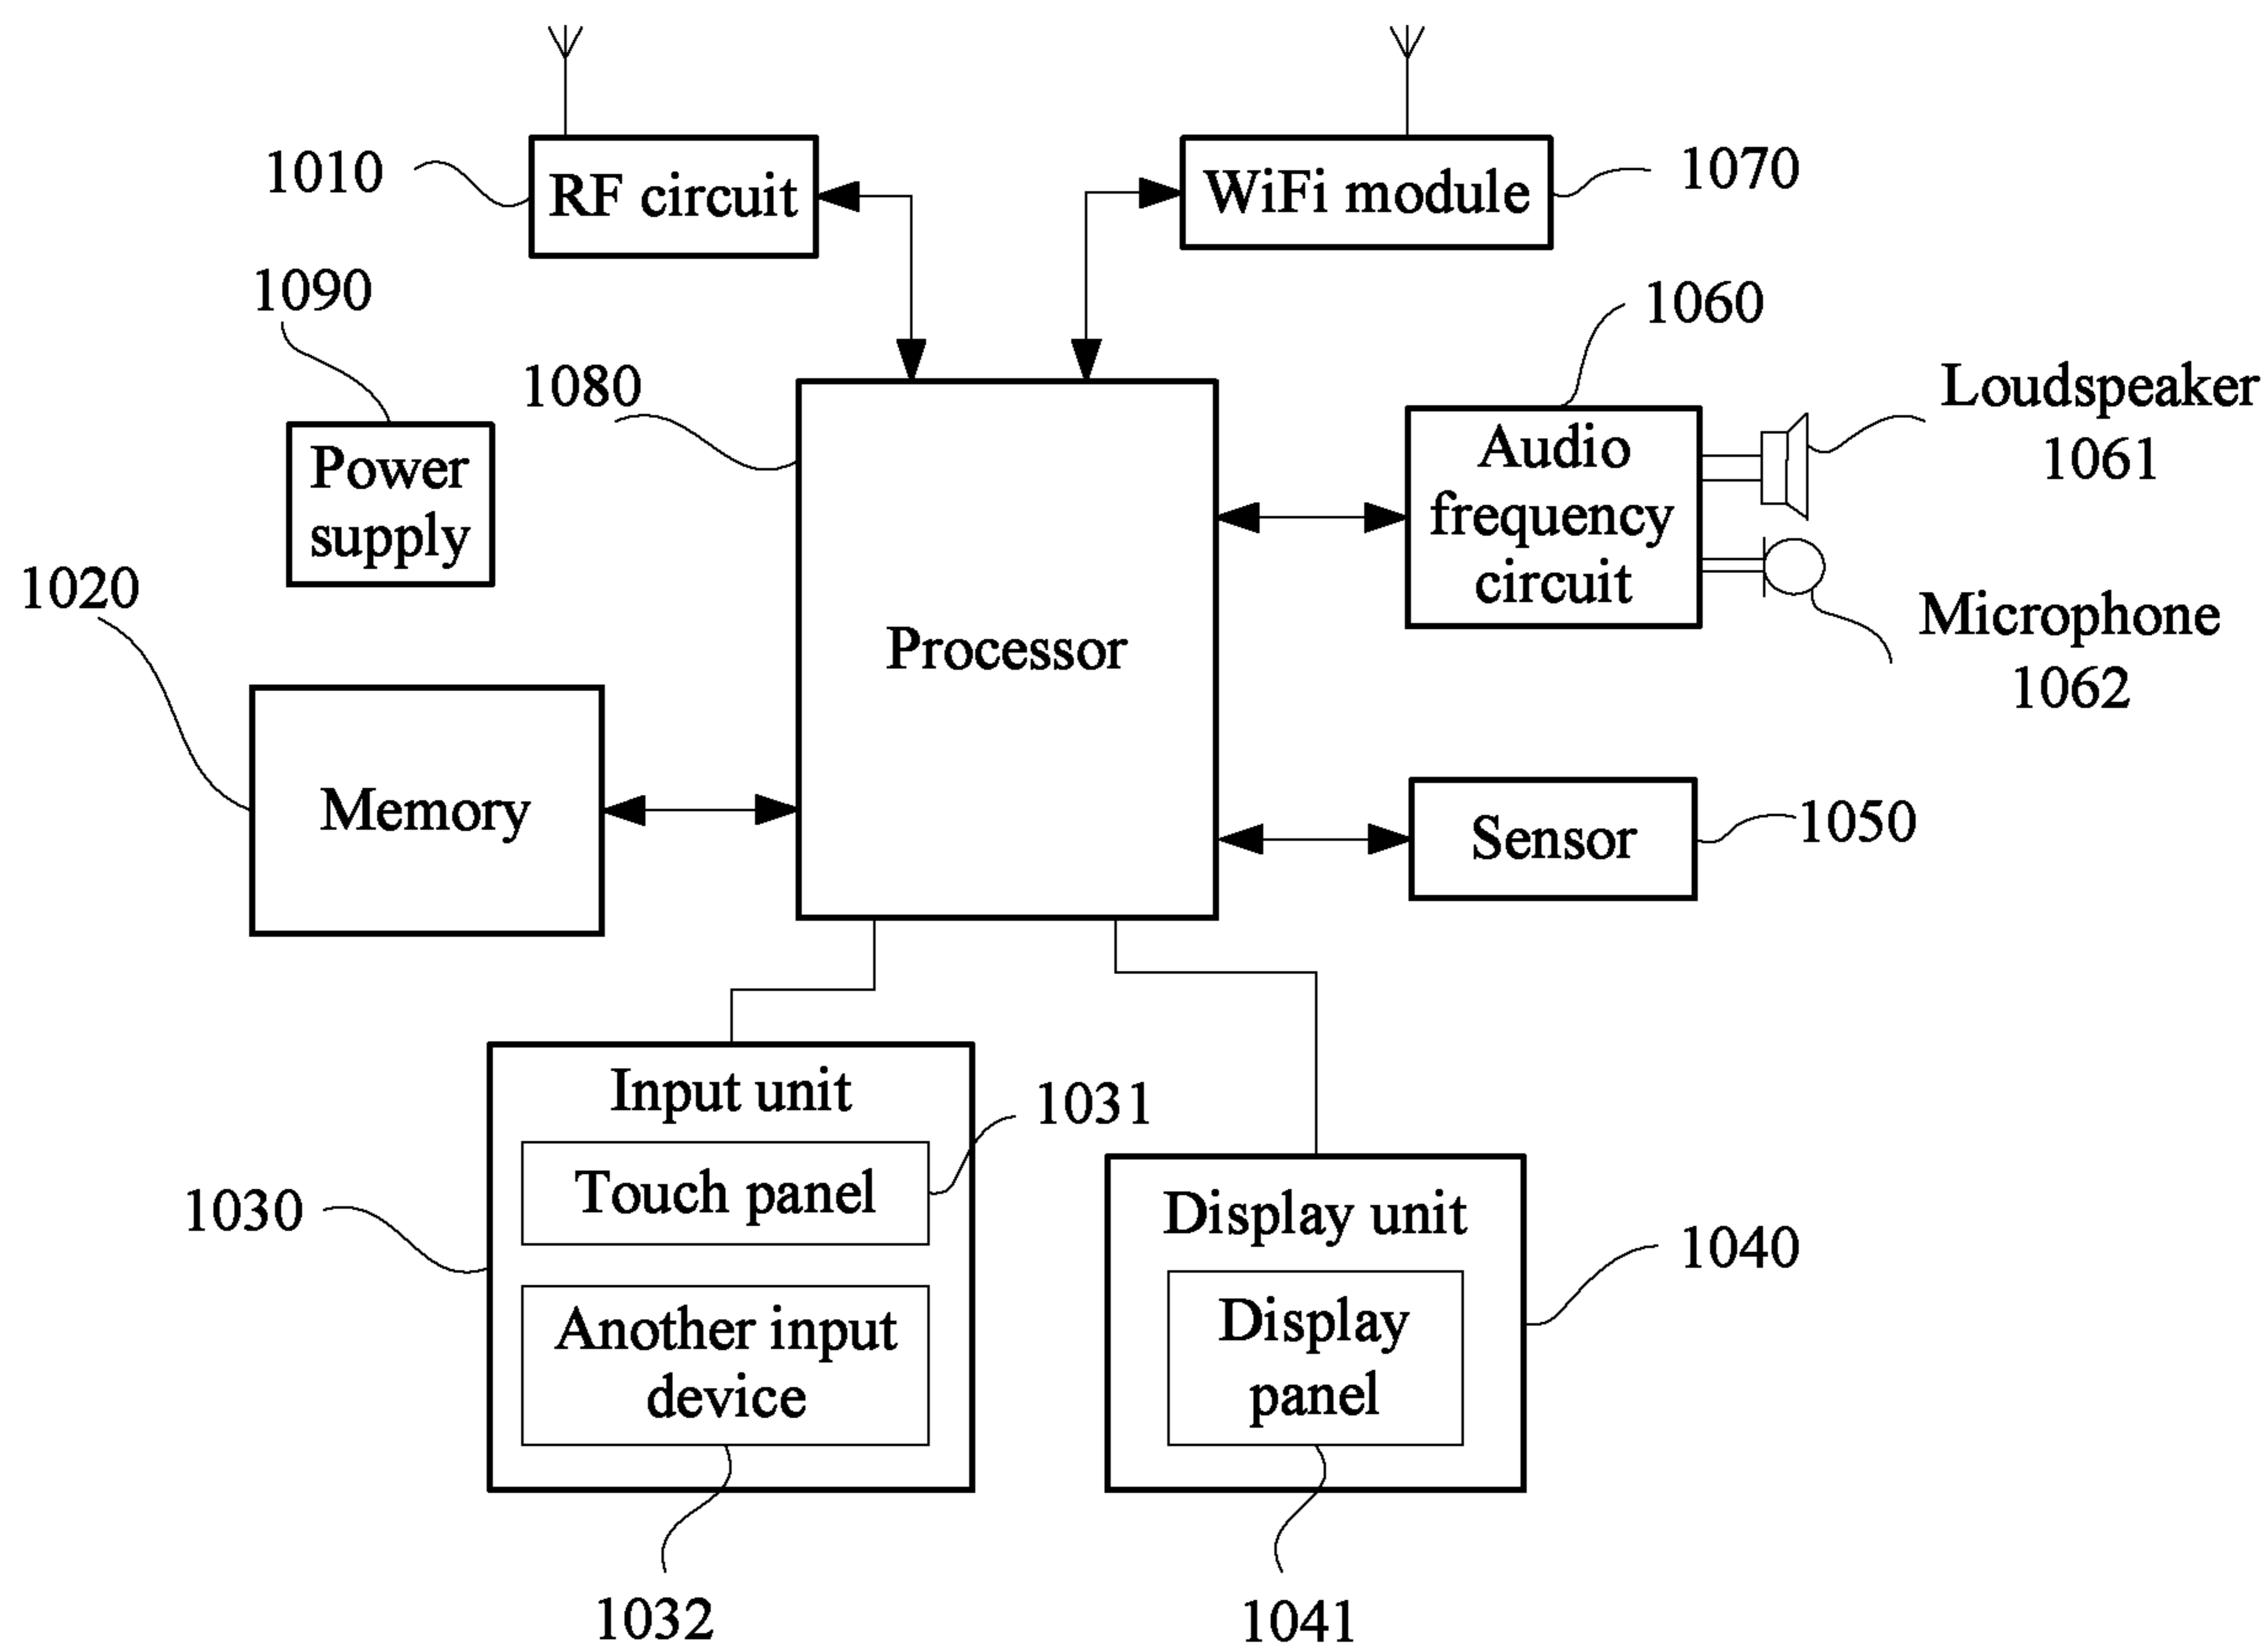 1010
RF circuit
WiFi module
1070
1090
Power
supply
1080
Processor
1060
Audio
frequency
circuit
Loudspeaker
1061
Microphone
1062
1020
Memory
Sensor
1050
Input unit
1031
Touch panel
1030
Another input
device
1032
Display unit
1040
Display
panel
1041